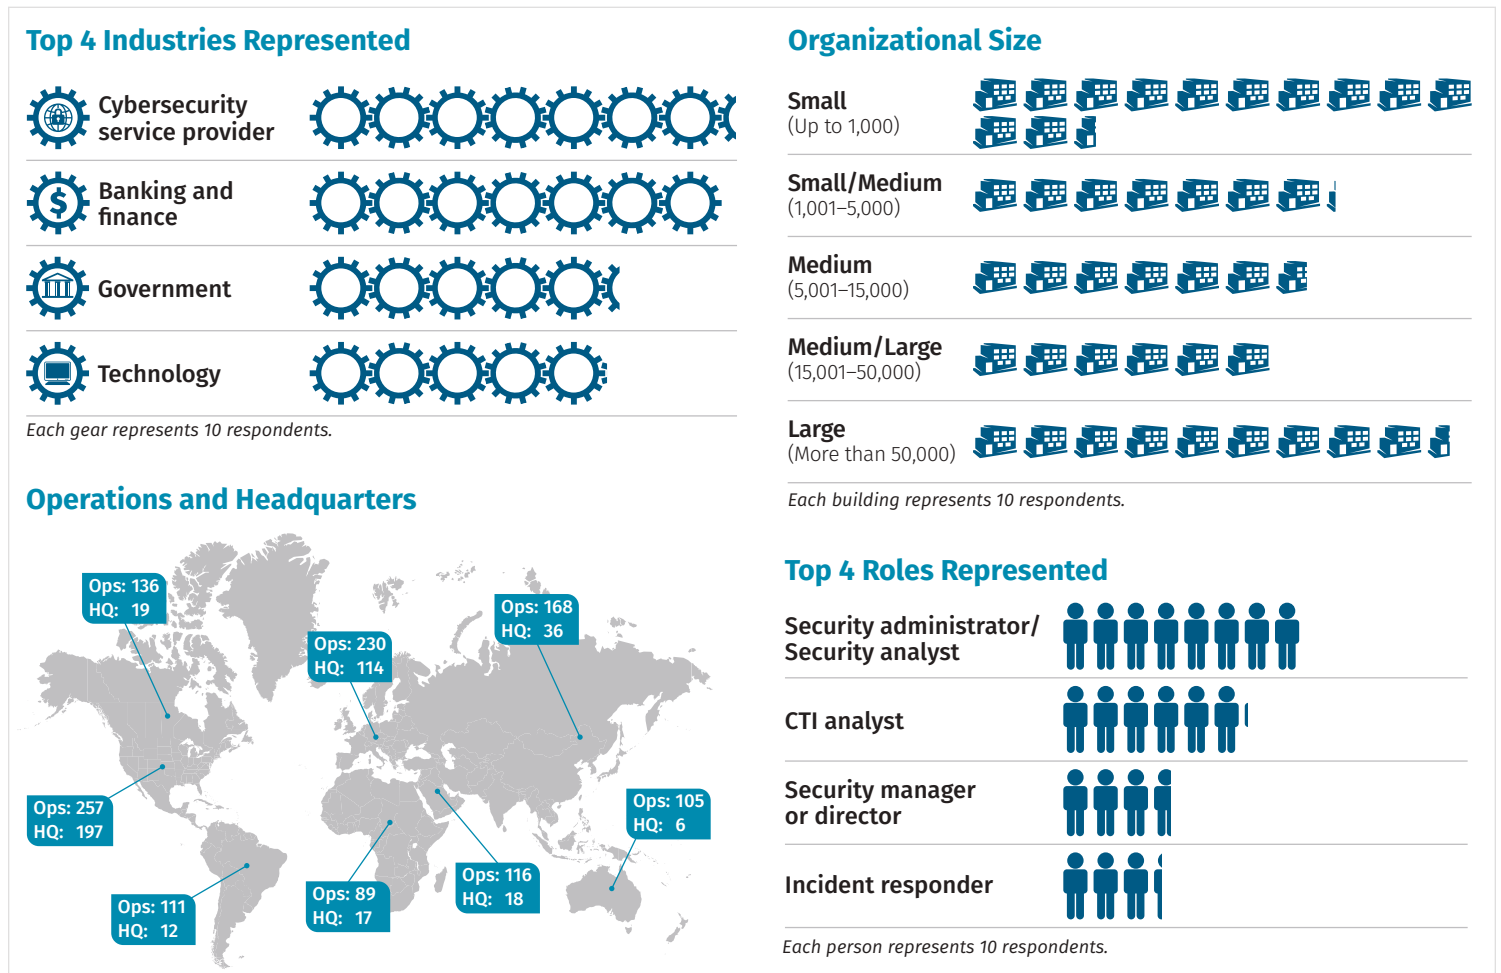 Top 4 Industries Represented
Cybersecurity
service provider
$
Banking and
finance
Government
Technology
Each gear represents 10 respondents.
Operations and Headquarters
Ops: 136
HQ: 19
Ops: 230
HQ: 114
Ops: 168
HQ: 36
Ops: 257
HQ: 197
Ops: 105
HQ: 6
Ops: 111
HQ: 12
Ops: 89
HQ: 17
Ops: 116
HQ: 18
Organizational Size
Small
(Up to 1,000)
Small/Medium
(1,001–5,000)
Medium
(5,001–15,000)
Medium/Large
(15,001–50,000)
Large
(More than 50,000)
Each building represents 10 respondents.
Top 4 Roles Represented
Security administrator/
Security analyst
CTI analyst
Security manager
or director
Incident responder
Each person represents 10 respondents.